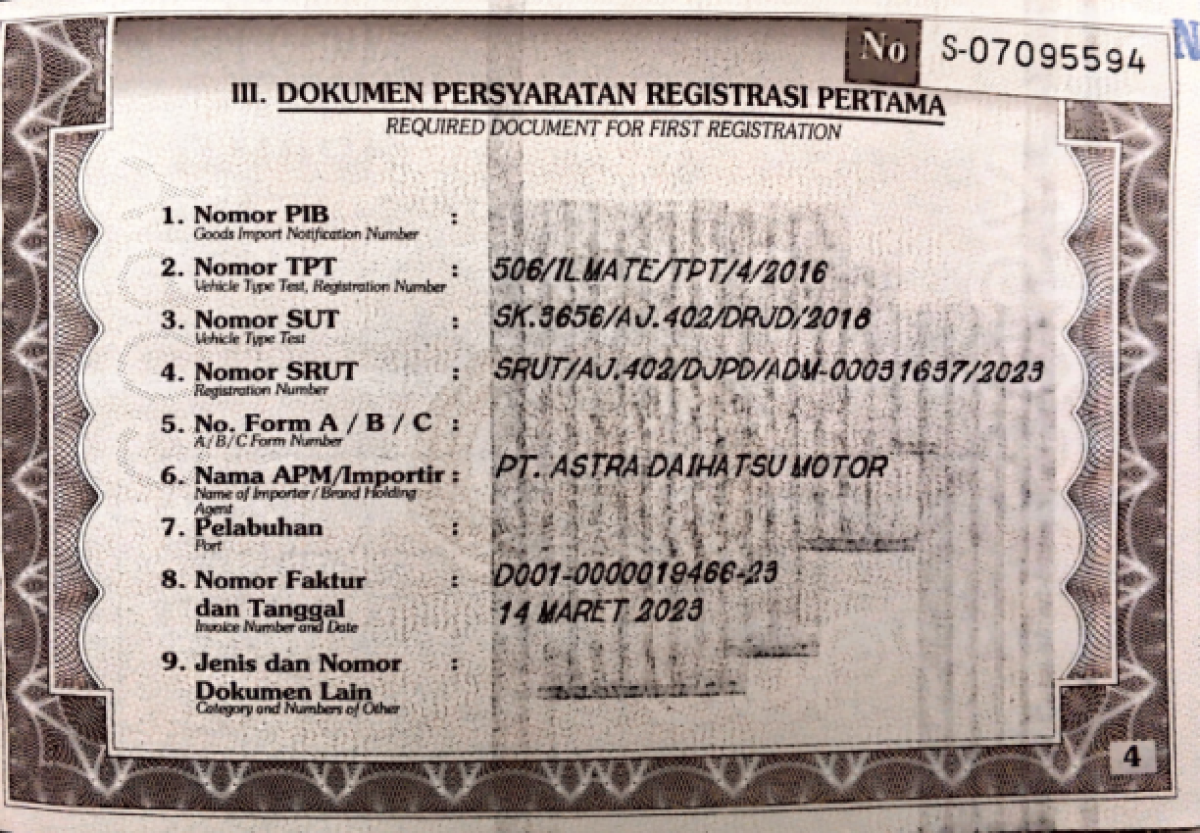 No S-07095594
III. DOKUMEN PERSYARATAN REGISTRASI PERTAMA
REQUIRED DOCUMENT FOR FIRST REGISTRATION
1. Nomor PIB :
Goods Import Notification Number
2. Nomor TPT : 506/ILMATE/TPT/4/2016
Vehicle Type Test, Registration Number
3. Nomor SUT : SK.3656/AJ.402/DRJD/2018
Vehicle Type Test
4. Nomor SRUT : SRUT/AJ.402/DJPD/ADM-00031637/2023
Registration Number
5. No. Form A / B / C :
A / B / C Form Number
6. Nama APM/Importir : PT. ASTRA DAIHATSU MOTOR
Name of Importer / Brand Holding
Agent
7. Pelabuhan :
Port
8. Nomor Faktur : D001-0000019466-23
dan Tanggal 14 MARET 2023
Invoice Number and Date
9. Jenis dan Nomor :
Dokumen Lain
Category and Numbers of Other
4